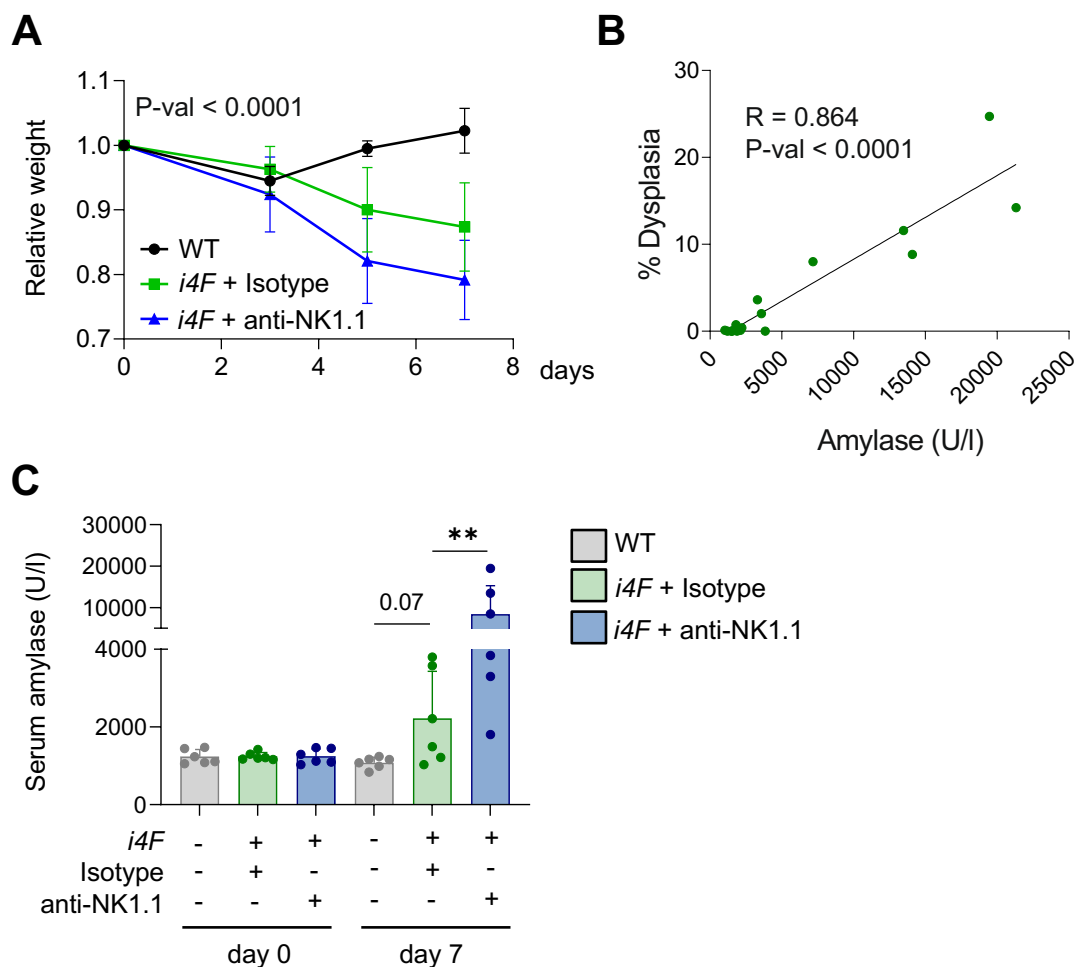 A
1.1
1.0
0.9
0.8
0.7
Relative weight
P-val < 0.0001
WT
i4F + Isotype
i4F + anti-NK1.1
0 2 4 6 8 days
B
30
20
10
0
% Dysplasia
R = 0.864
P-val < 0.0001
0 5000 10000 15000 20000 25000
Amylase (U/l)
C
30000
20000
10000
4000
2000
0
Serum amylase (U/l)
0.07
**
WT
i4F + Isotype
i4F + anti-NK1.1
i4F - + + - + +
Isotype - + - - + -
anti-NK1.1 - - + - - +
day 0 day 7